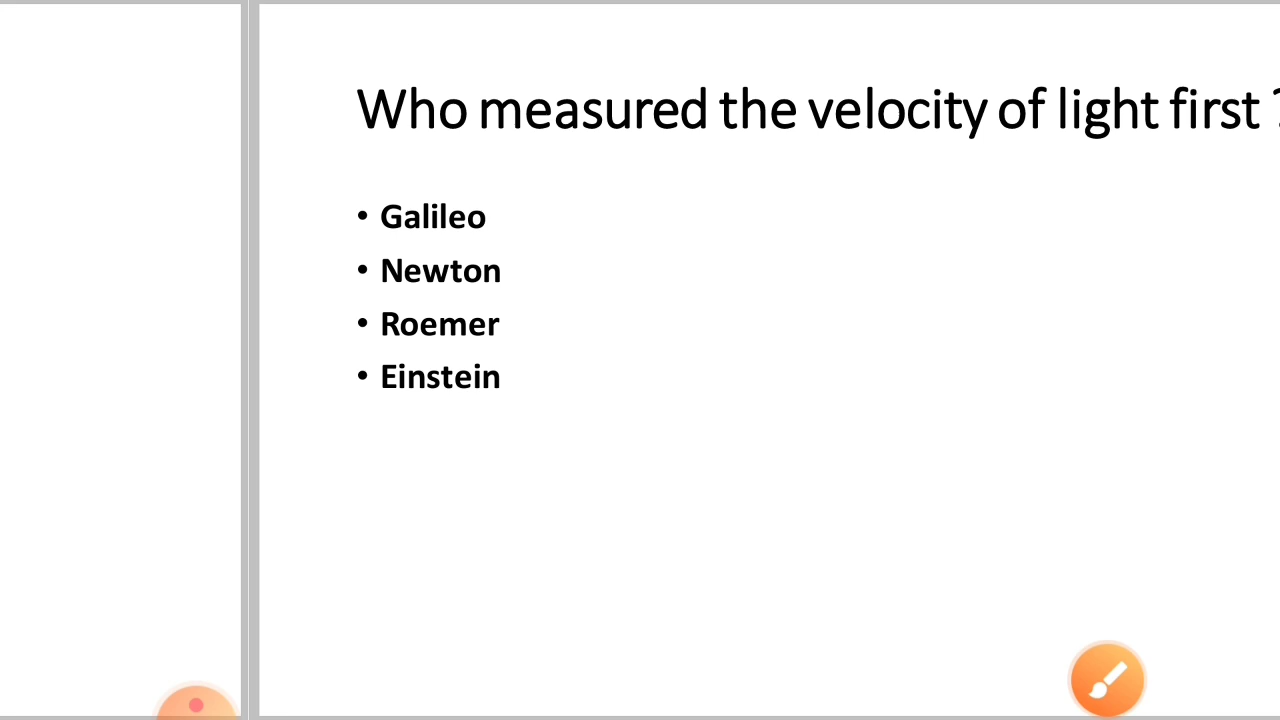 Who measured the velocity of light first ?
• Galileo
• Newton
• Roemer
• Einstein